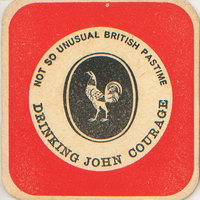 NOT SO UNUSUAL BRITISH PASTIME
DRINKING JOHN COURAGE